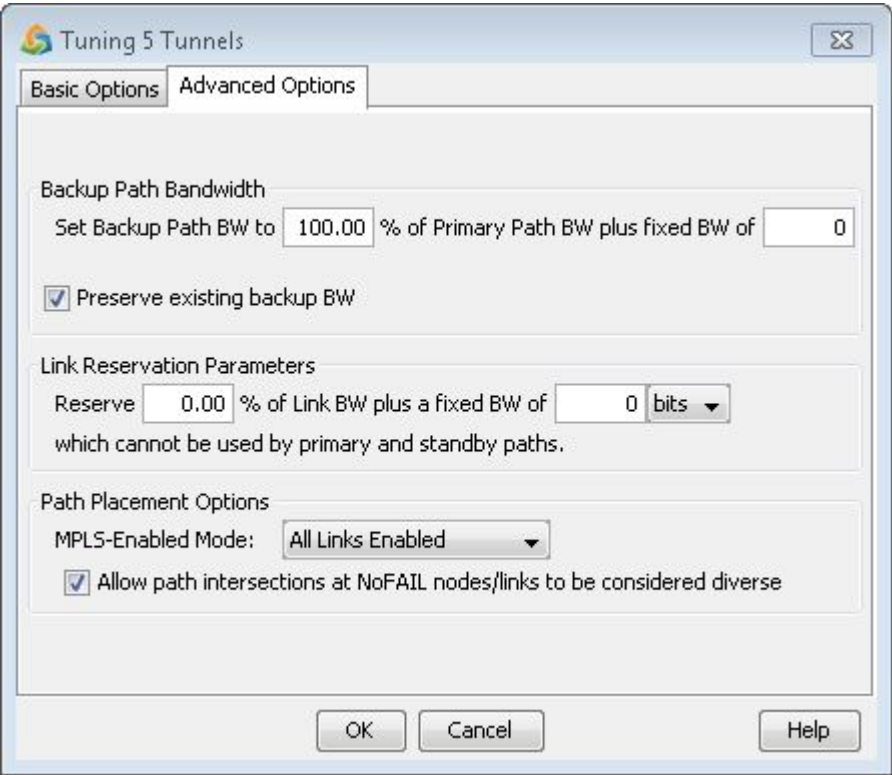 Tuning 5 Tunnels
Basic Options Advanced Options
Backup Path Bandwidth
Set Backup Path BW to 100.00 % of Primary Path BW plus fixed BW of 0
Preserve existing backup BW
Link Reservation Parameters
Reserve 0.00 % of Link BW plus a fixed BW of 0 bits
which cannot be used by primary and standby paths.
Path Placement Options
MPLS-Enabled Mode: All Links Enabled
Allow path intersections at NoFAIL nodes/links to be considered diverse
OK Cancel Help